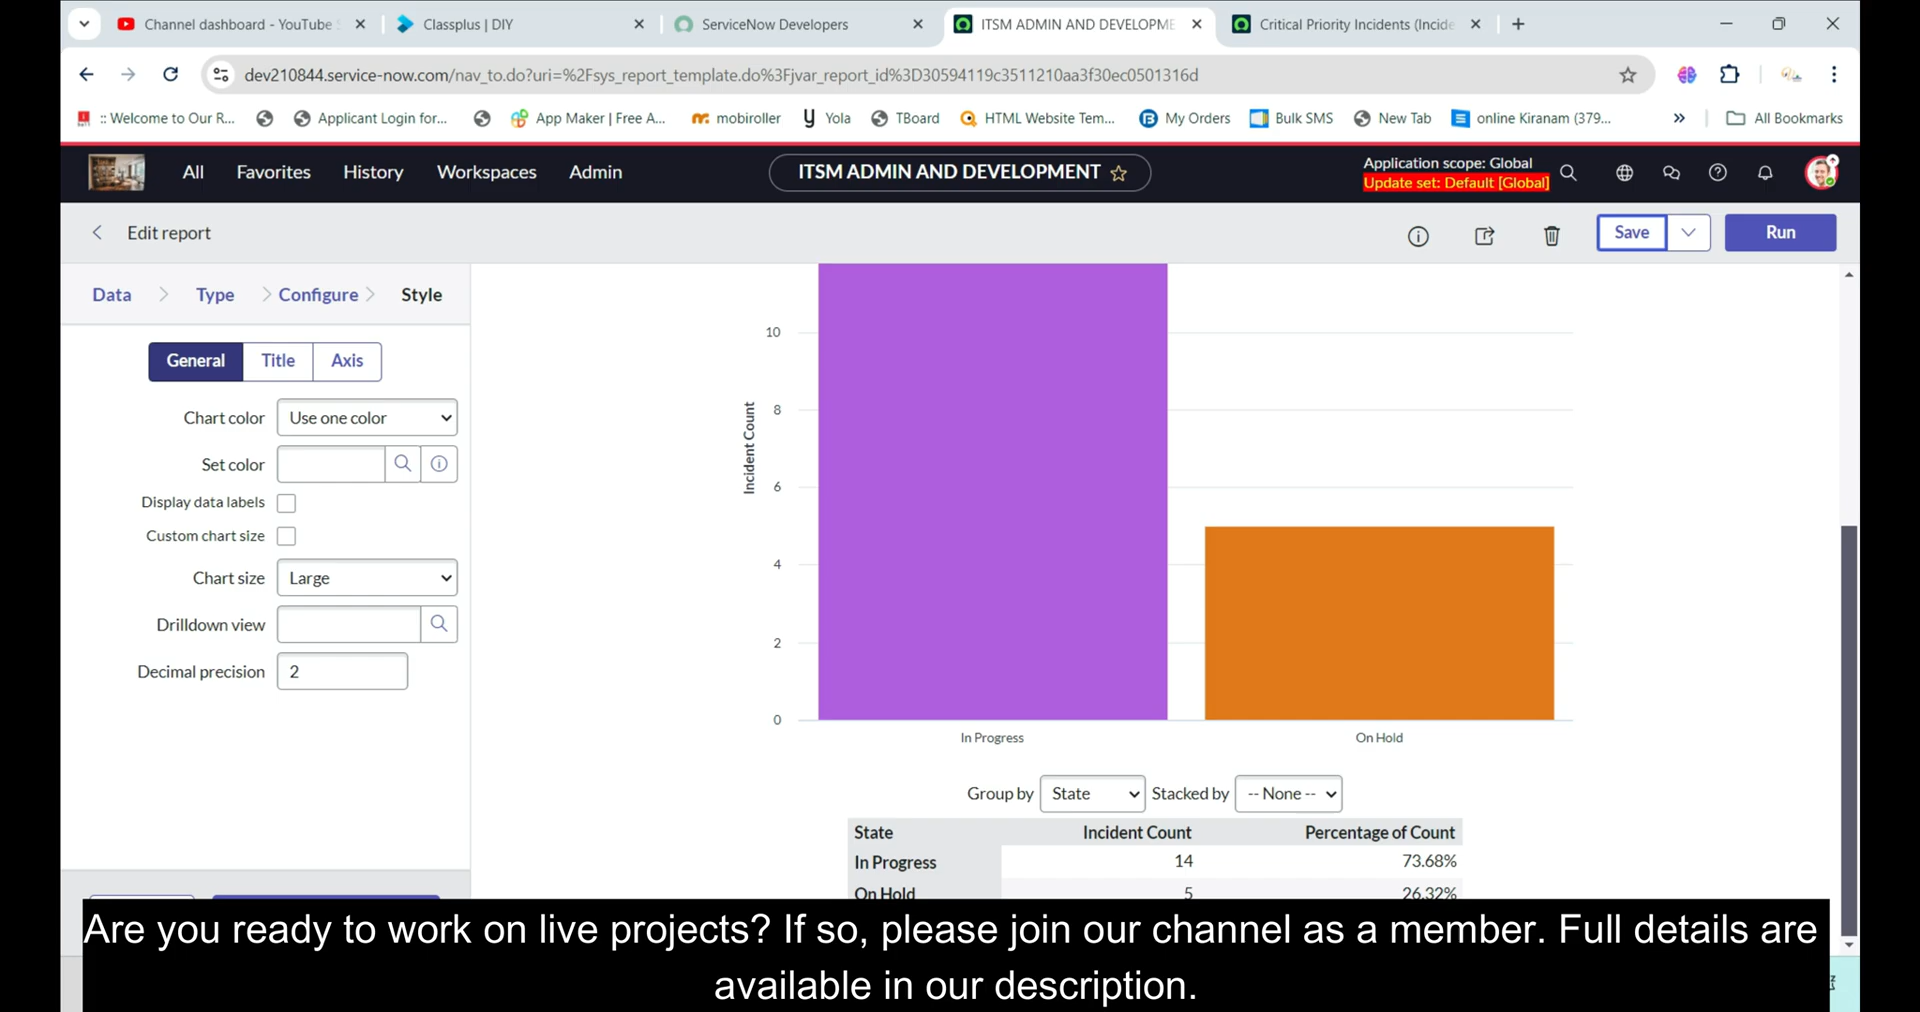 Channel dashboard - YouTube S
Classplus | DIY
ServiceNow Developers
ITSM ADMIN AND DEVELOPME
Critical Priority Incidents (Incide
dev210844.service-now.com/nav_to.do?uri=%2Fsys_report_template.do%3Fjvar_report_id%3D30594119c3511210aa3f30ec0501316d
:: Welcome to Our R...
Applicant Login for...
App Maker | Free A...
mobiroller
Yola
TBoard
HTML Website Tem...
My Orders
Bulk SMS
New Tab
online Kiranam (379...
»
All Bookmarks
All
Favorites
History
Workspaces
Admin
ITSM ADMIN AND DEVELOPMENT
Application scope: Global
Update set: Default [Global]
Edit report
Save
Run
Data
Type
Configure
Style
General
Title
Axis
Chart color
Use one color
Set color
Display data labels
Custom chart size
Chart size
Large
Drilldown view
Decimal precision
2
Incident Count
10
8
6
4
2
0
In Progress
On Hold
Group by
State
Stacked by
-- None --
State Incident Count Percentage of Count
In Progress 14 73.68%
On Hold 5 26.32%
Are you ready to work on live projects? If so, please join our channel as a member. Full details are
available in our description.